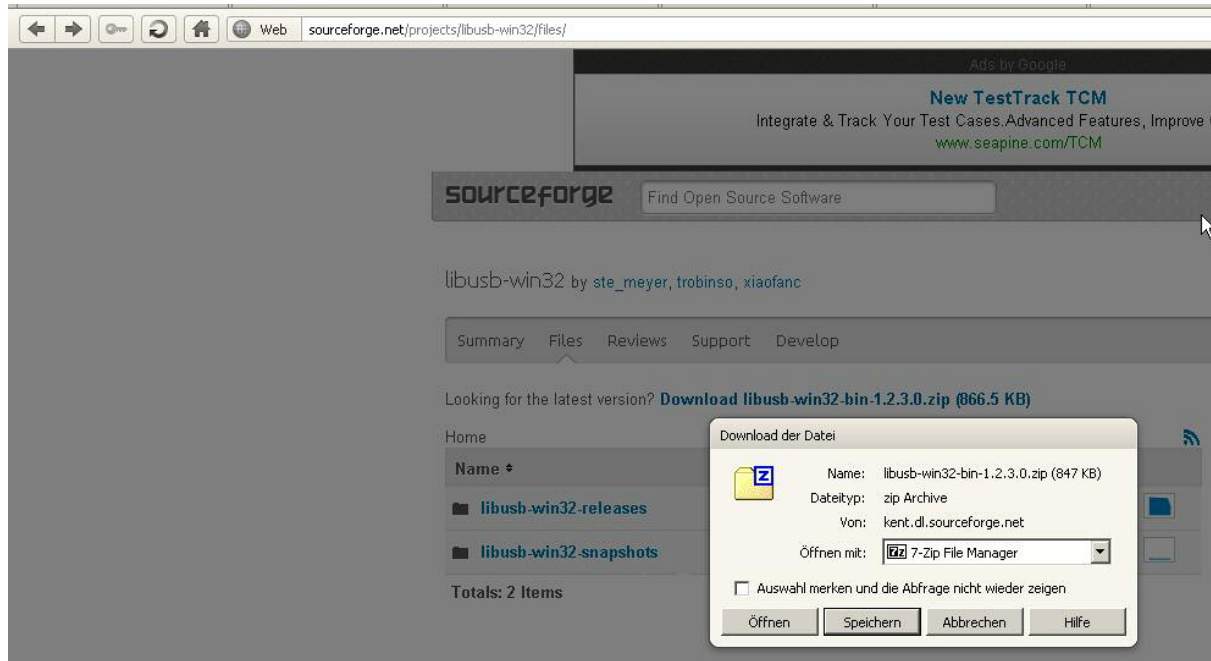 Web sourceforge.net/projects/libusb-win32/files/
Ads by Google
New TestTrack TCM
Integrate & Track Your Test Cases.Advanced Features, Improve
www.seapine.com/TCM
sourceforge Find Open Source Software
libusb-win32 by ste_meyer, trobinso, xiaofanc
Summary Files Reviews Support Develop
Looking for the latest version? Download libusb-win32-bin-1.2.3.0.zip (866.5 KB)
Home
Name
libusb-win32-releases
libusb-win32-snapshots
Totals: 2 Items
Download der Datei
Name: libusb-win32-bin-1.2.3.0.zip (847 KB)
Dateityp: zip Archive
Von: kent.dl.sourceforge.net
Öffnen mit: 7z 7-Zip File Manager
Auswahl merken und die Abfrage nicht wieder zeigen
Öffnen Speichern Abbrechen Hilfe